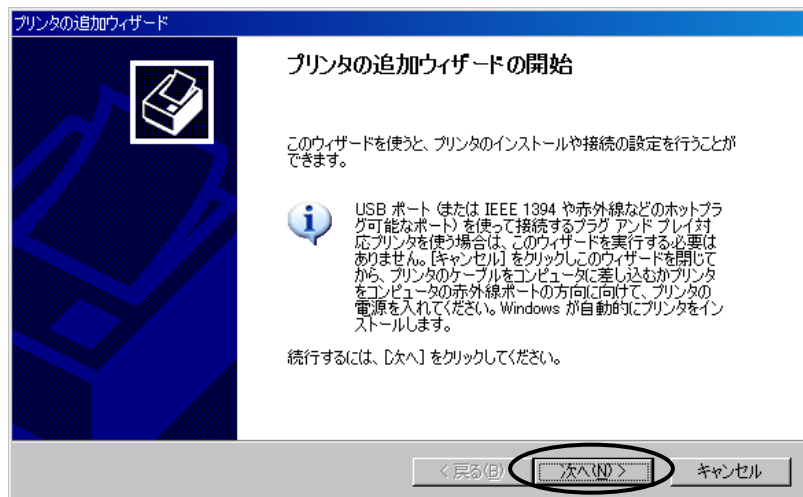 プリンタの追加ウィザード
プリンタの追加ウィザードの開始
このウィザードを使うと、プリンタのインストールや接続の設定を行うことが
できます。
USB ポート (または IEEE 1394 や赤外線などのホットプラ
グ可能なポート) を使って接続するプラグ アンド プレイ対
応プリンタを使う場合は、このウィザードを実行する必要は
ありません。[キャンセル] をクリックしこのウィザードを閉じて
から、プリンタのケーブルをコンピュータに差し込むかプリンタ
をコンピュータの赤外線ポートの方向に向けて、プリンタの
電源を入れてください。Windows が自動的にプリンタをイン
ストールします。
続行するには、[次へ] をクリックしてください。
< 戻る(B) 次へ(N) > キャンセル